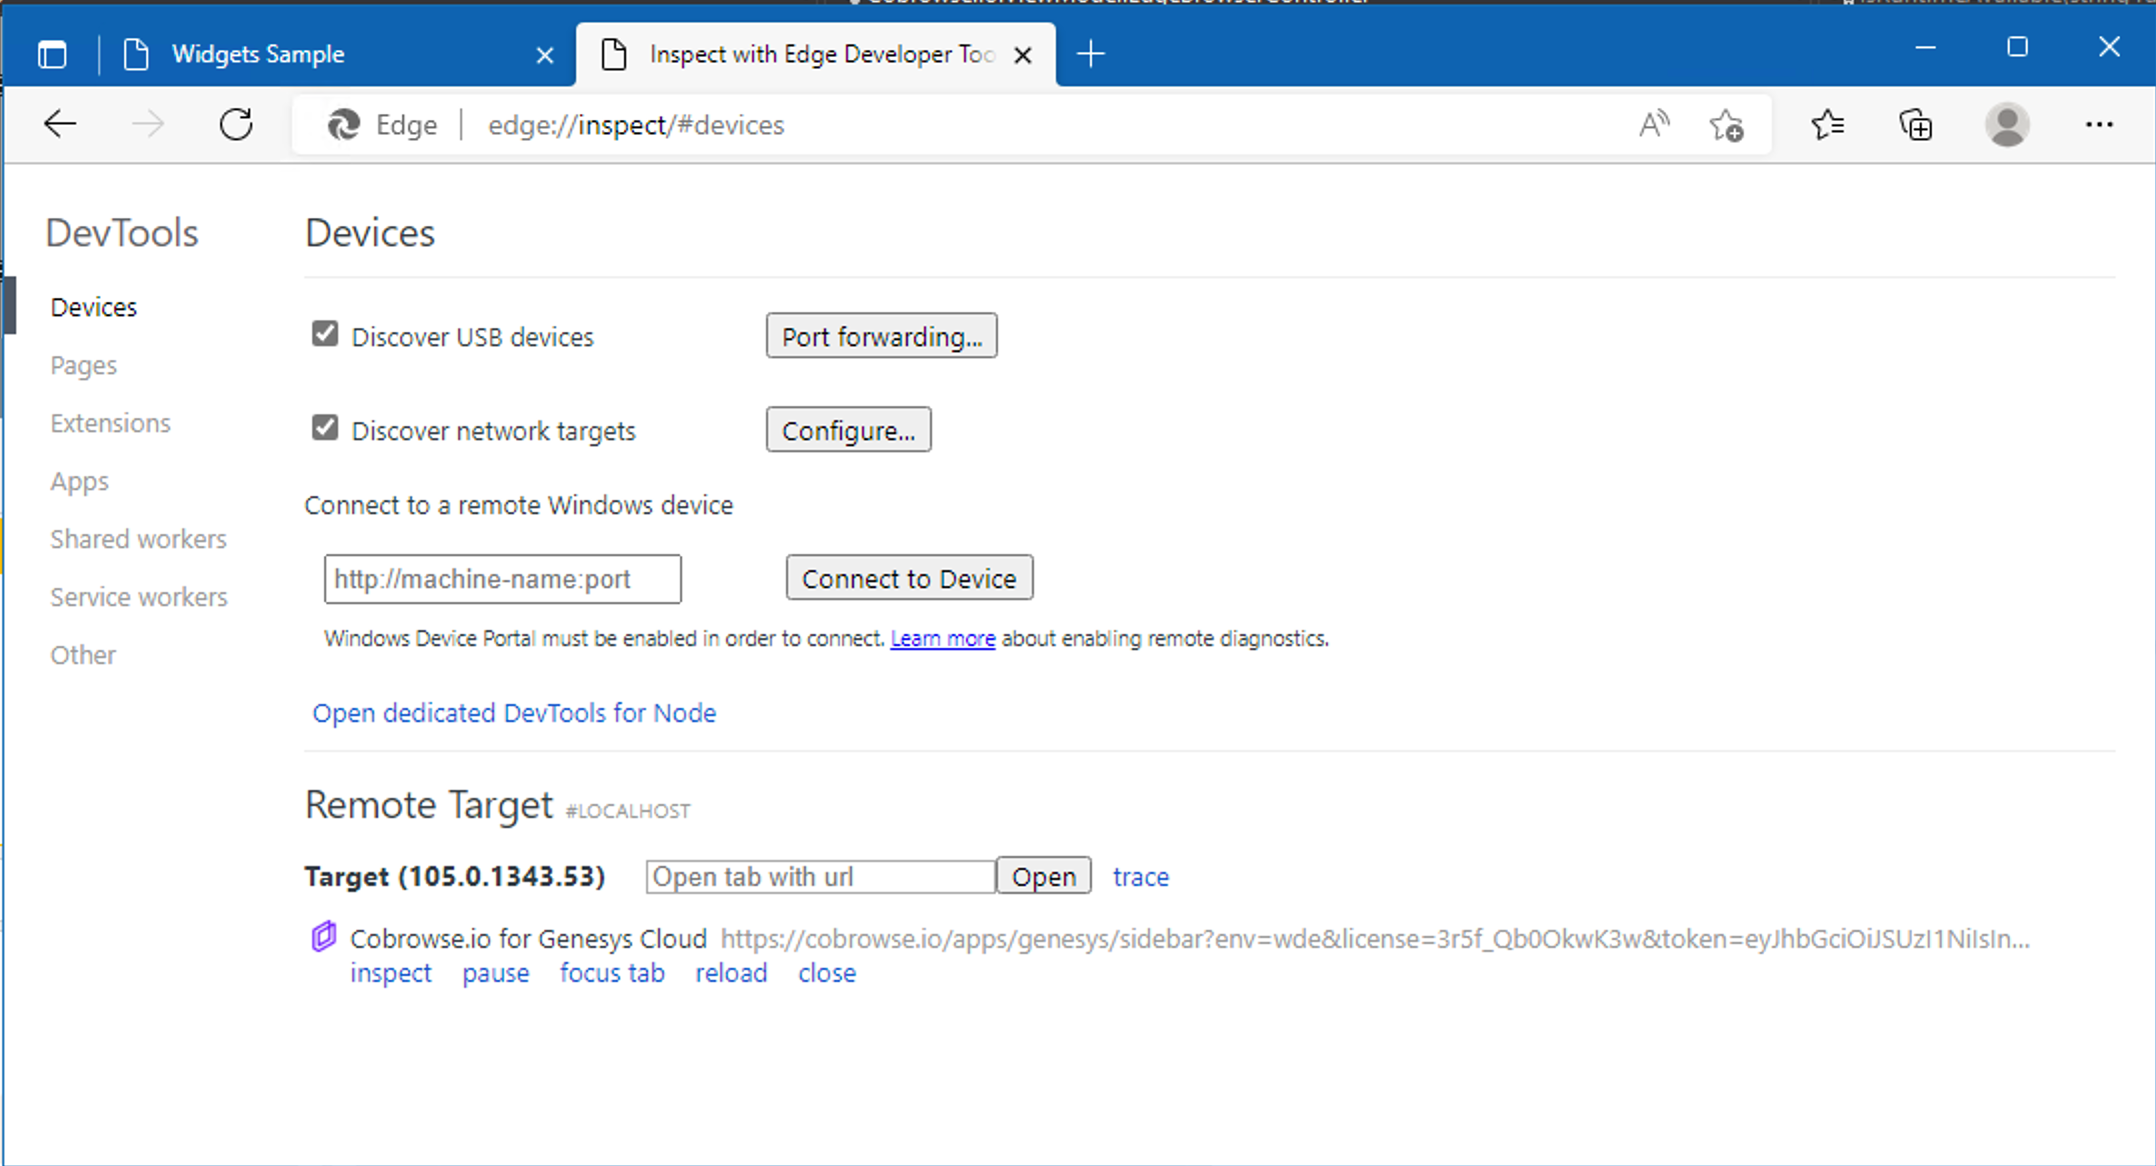 Widgets Sample
Inspect with Edge Developer Too
Edge edge://inspect/#devices
DevTools
Devices
Pages
Extensions
Apps
Shared workers
Service workers
Other
Devices
Discover USB devices Port forwarding...
Discover network targets Configure...
Connect to a remote Windows device
http://machine-name:port Connect to Device
Windows Device Portal must be enabled in order to connect. Learn more about enabling remote diagnostics.
Open dedicated DevTools for Node
Remote Target #LOCALHOST
Target (105.0.1343.53) Open tab with url Open trace
Cobrowse.io for Genesys Cloud https://cobrowse.io/apps/genesys/sidebar?env=wde&license=3r5f_Qb0OkwK3w&token=eyJhbGciOiJSUzI1NiIsIn...
inspect pause focus tab reload close